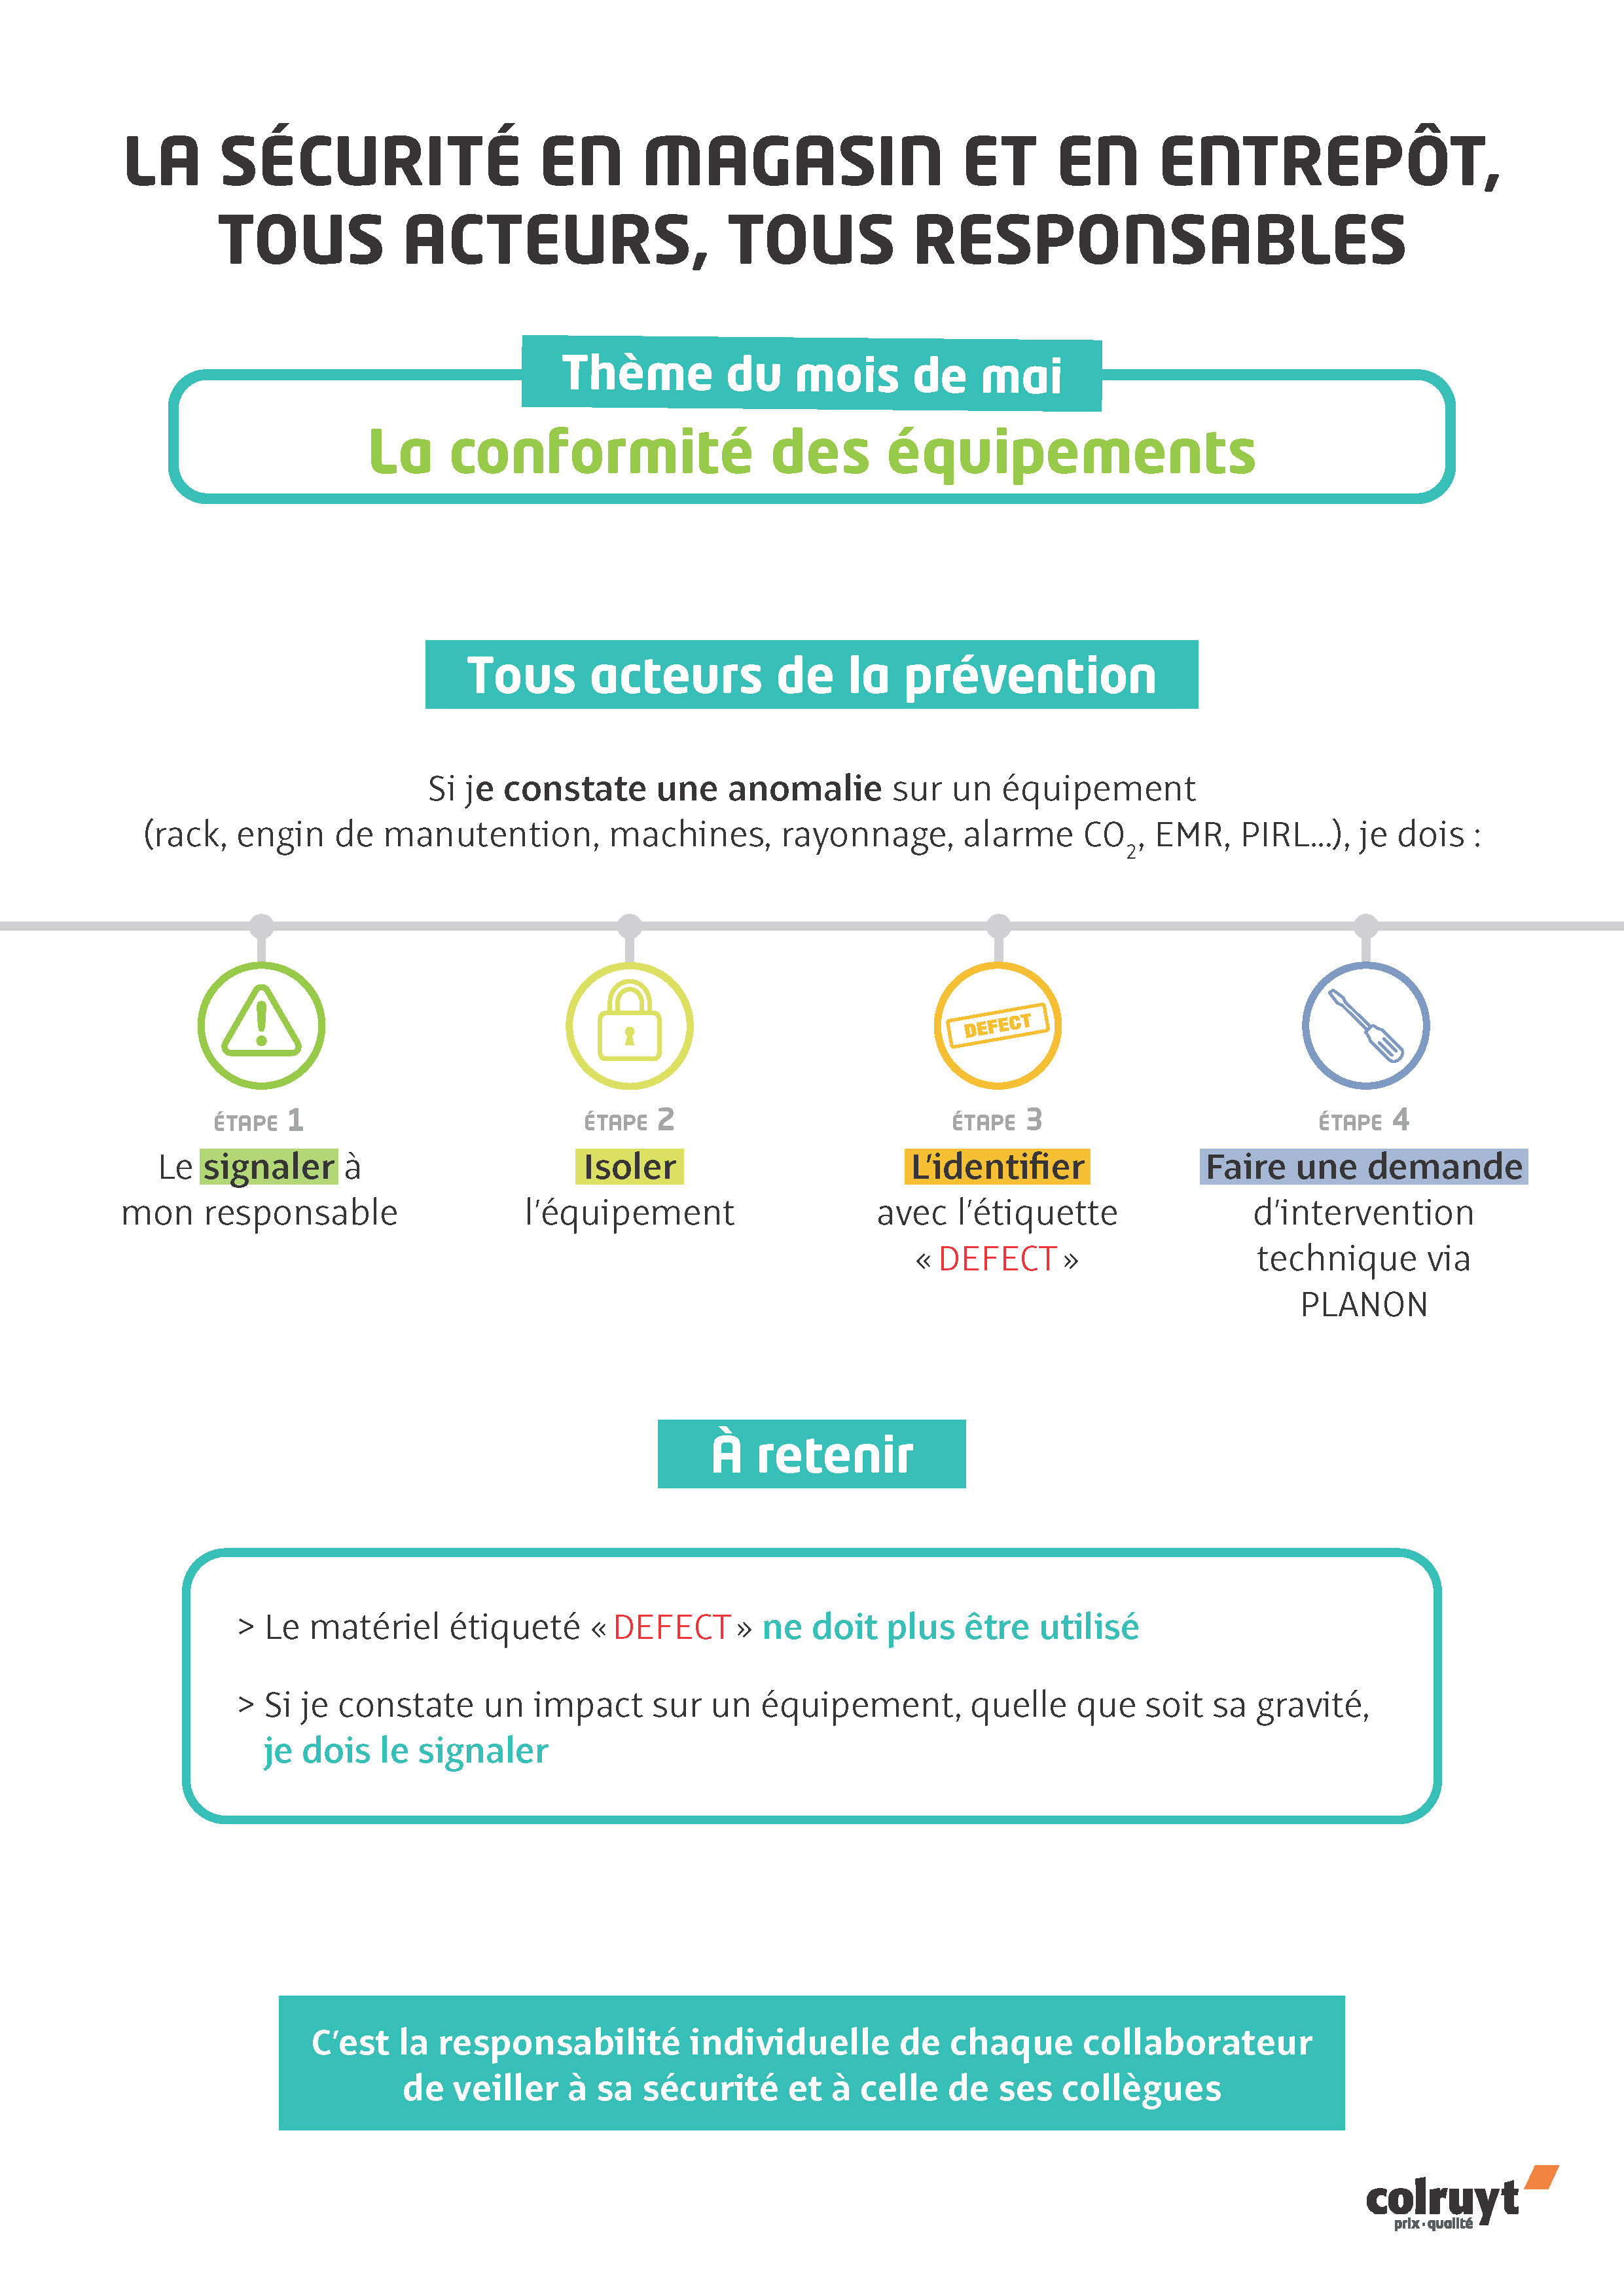 LA SÉCURITÉ EN MAGASIN ET EN ENTREPÔT,
TOUS ACTEURS, TOUS RESPONSABLES
Thème du mois de mai
La conformité des équipements
Tous acteurs de la prévention
Si je constate une anomalie sur un équipement
(rack, engin de manutention, machines, rayonnage, alarme CO₂, EMR, PIRL...), je dois :
DEFECT
ÉTAPE 1
Le signaler à
mon responsable
ÉTAPE 2
Isoler
l'équipement
ÉTAPE 3
L'identifier
avec l'étiquette
« DEFECT »
ÉTAPE 4
Faire une demande
d'intervention
technique via
PLANON
À retenir
> Le matériel étiqueté « DEFECT » ne doit plus être utilisé
> Si je constate un impact sur un équipement, quelle que soit sa gravité,
je dois le signaler
C'est la responsabilité individuelle de chaque collaborateur
de veiller à sa sécurité et à celle de ses collègues
colruyt
prix·qualité